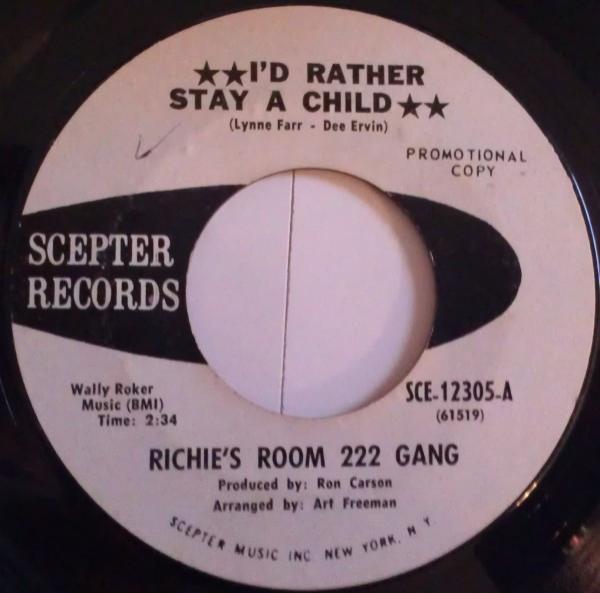 ★★I'D RATHER
STAY A CHILD★★
(Lynne Farr - Dee Ervin)
PROMOTIONAL
COPY
SCEPTER
RECORDS
Wally Roker
Music (BMI)
Time: 2:34
SCE-12305-A
(61519)
RICHIE'S ROOM 222 GANG
Produced by: Ron Carson
Arranged by: Art Freeman
SCEPTER MUSIC INC. NEW YORK, N. Y.